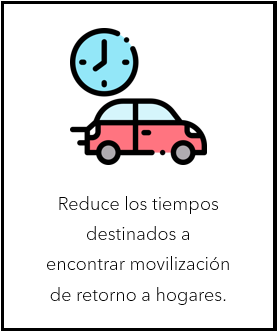 Reduce los tiempos
destinados a
encontrar movilización
de retorno a hogares.